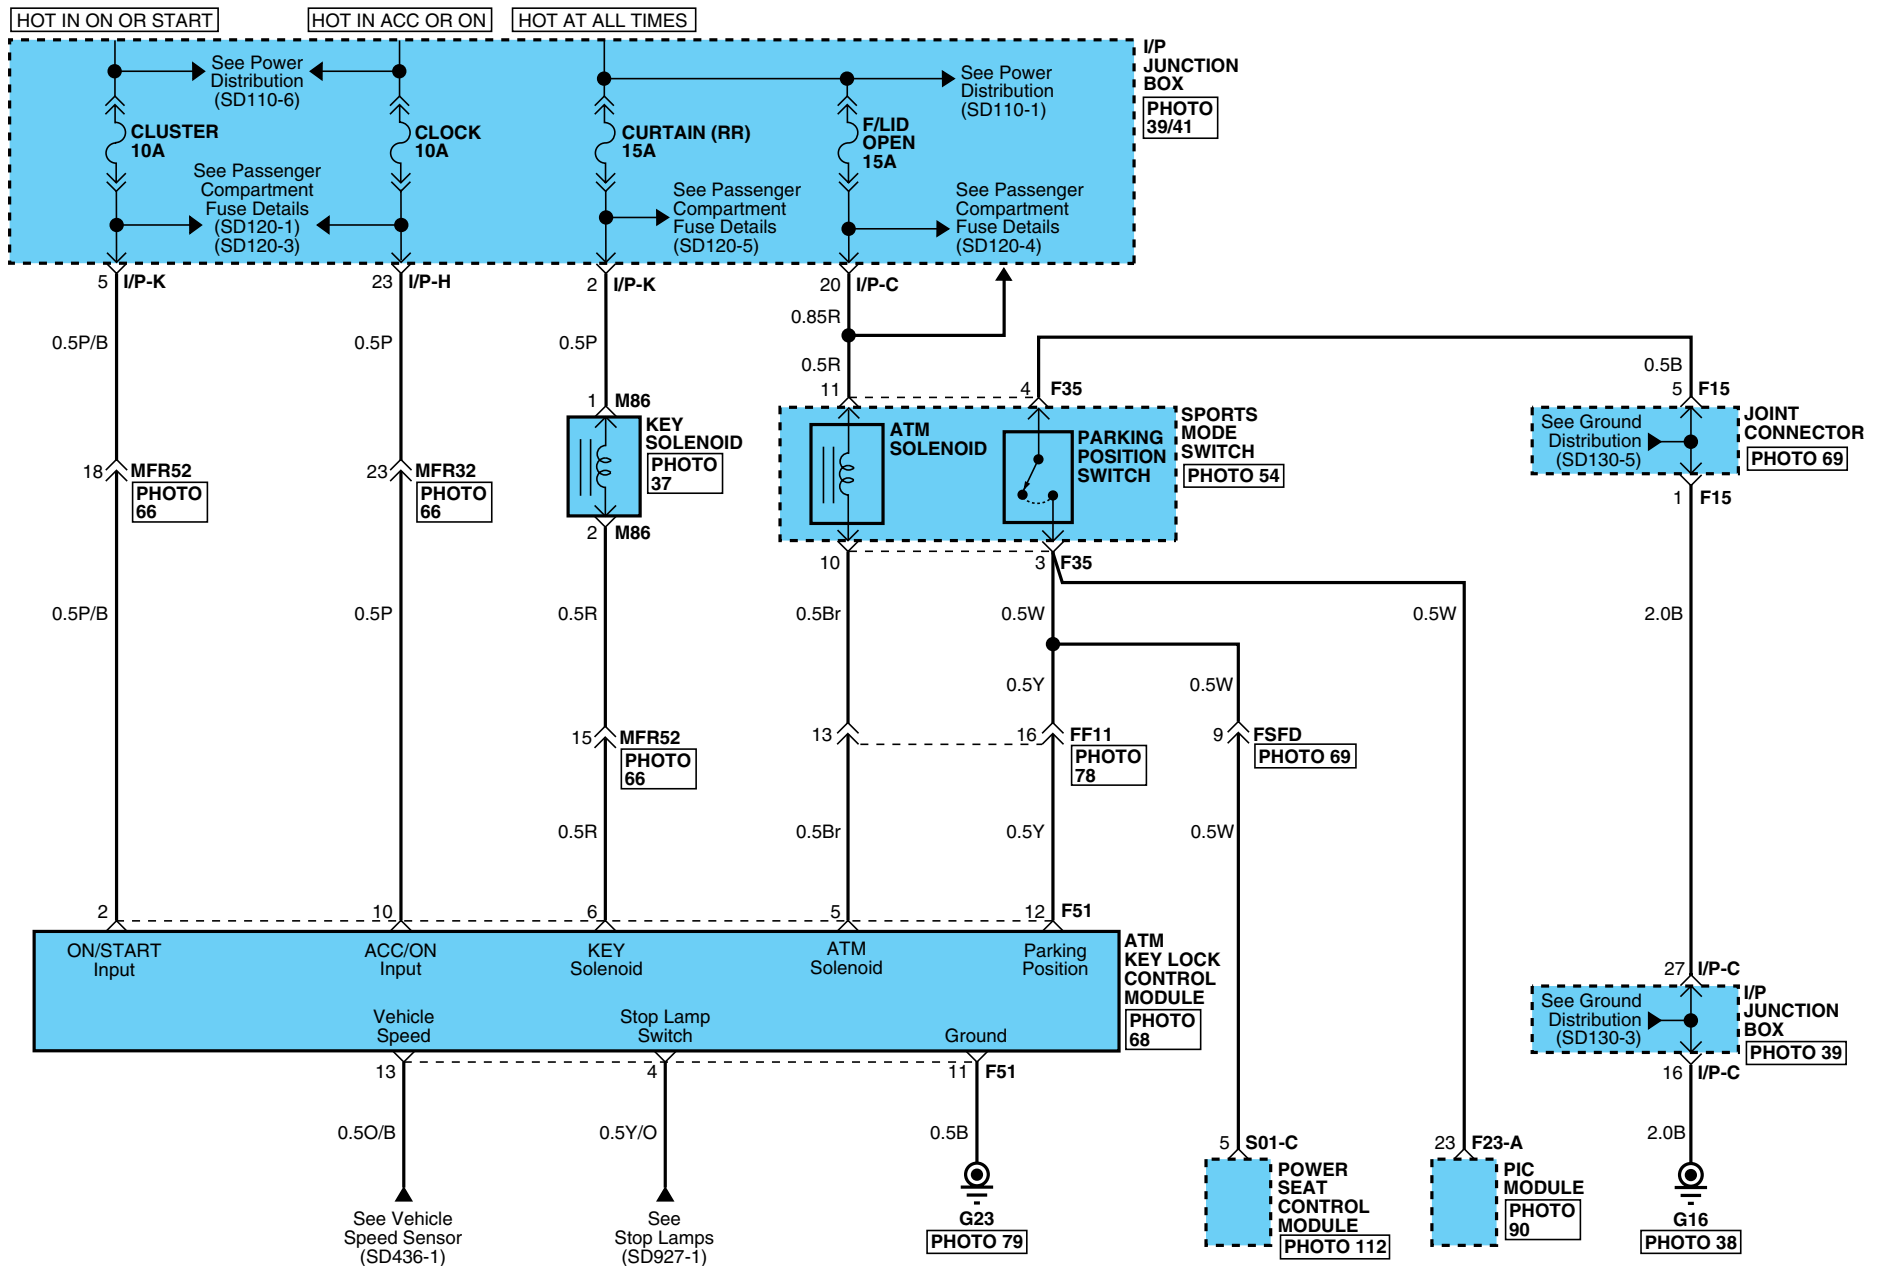 HOT IN ON OR START
HOT IN ACC OR ON
HOT AT ALL TIMES
I/P
JUNCTION
BOX
PHOTO
39/41
See Power
Distribution
(SD110-6)
See Power
Distribution
(SD110-1)
CLUSTER
10A
CLOCK
10A
CURTAIN (RR)
15A
F/LID
OPEN
15A
See Passenger
Compartment
Fuse Details
(SD120-1)
(SD120-3)
See Passenger
Compartment
Fuse Details
(SD120-5)
See Passenger
Compartment
Fuse Details
(SD120-4)
5 I/P-K
23 I/P-H
2 I/P-K
20 I/P-C
0.5P/B
0.5P
0.5P
0.85R
0.5R
0.5B
11
4 F35
5 F15
1 M86
KEY
SOLENOID
PHOTO
37
2 M86
ATM
SOLENOID
PARKING
POSITION
SWITCH
SPORTS
MODE
SWITCH
PHOTO 54
See Ground
Distribution
(SD130-5)
JOINT
CONNECTOR
PHOTO 69
1 F15
18 MFR52
PHOTO
66
23 MFR32
PHOTO
66
10
3 F35
0.5P/B
0.5P
0.5R
0.5Br
0.5W
0.5W
2.0B
0.5Y
0.5W
15 MFR52
PHOTO
66
13
16 FF11
PHOTO
78
9 FSFD
PHOTO 69
0.5R
0.5Br
0.5Y
0.5W
2
10
6
5
12 F51
ON/START
Input
ACC/ON
Input
KEY
Solenoid
ATM
Solenoid
Parking
Position
Vehicle
Speed
Stop Lamp
Switch
Ground
ATM
KEY LOCK
CONTROL
MODULE
PHOTO
68
27 I/P-C
See Ground
Distribution
(SD130-3)
I/P
JUNCTION
BOX
PHOTO 39
16 I/P-C
13
4
11 F51
0.5O/B
0.5Y/O
0.5B
2.0B
See Vehicle
Speed Sensor
(SD436-1)
See
Stop Lamps
(SD927-1)
G23
PHOTO 79
5 S01-C
POWER
SEAT
CONTROL
MODULE
PHOTO 112
23 F23-A
PIC
MODULE
PHOTO
90
G16
PHOTO 38